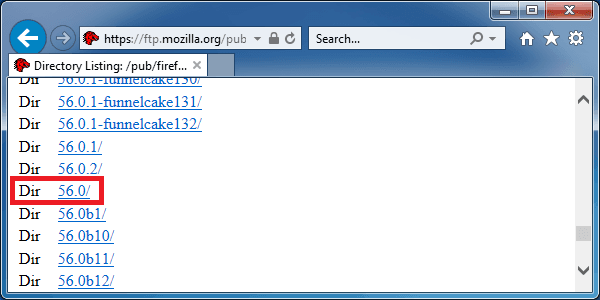 https://ftp.mozilla.org/pub
Search...
Directory Listing: /pub/firef...
Dir 56.0.1-funnelcake130/
Dir 56.0.1-funnelcake131/
Dir 56.0.1-funnelcake132/
Dir 56.0.1/
Dir 56.0.2/
Dir 56.0/
Dir 56.0b1/
Dir 56.0b10/
Dir 56.0b11/
Dir 56.0b12/